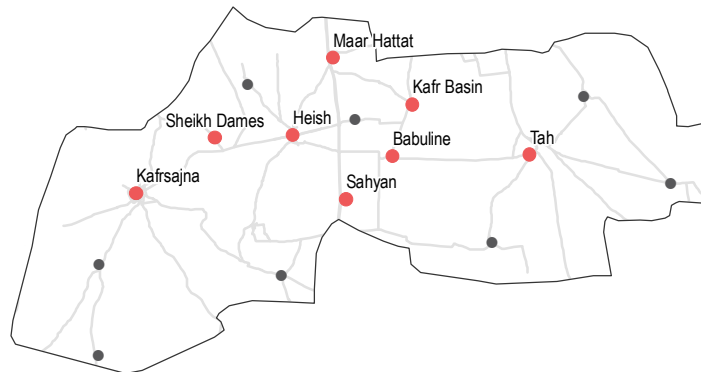 Maar Hattat
Kafr Basin
Sheikh Dames
Heish
Babuline
Tah
Kafrsajna
Sahyan